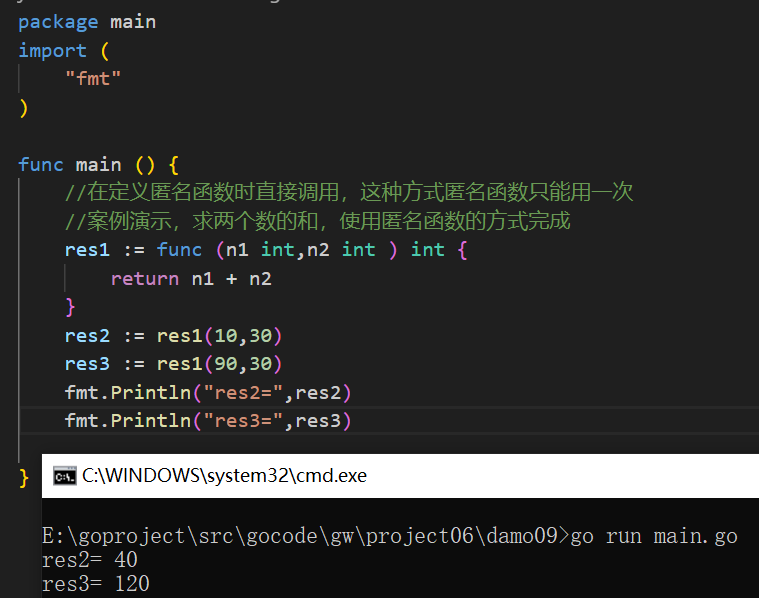 package main
import (
"fmt"
)
func main () {
//在定义匿名函数时直接调用，这种方式匿名函数只能用一次
//案例演示，求两个数的和，使用匿名函数的方式完成
res1 := func (n1 int,n2 int ) int {
return n1 + n2
}
res2 := res1(10,30)
res3 := res1(90,30)
fmt.Println("res2=",res2)
fmt.Println("res3=",res3)
}
C:\WINDOWS\system32\cmd.exe
E:\goproject\src\gocode\gw\project06\damo09>go run main.go
res2= 40
res3= 120